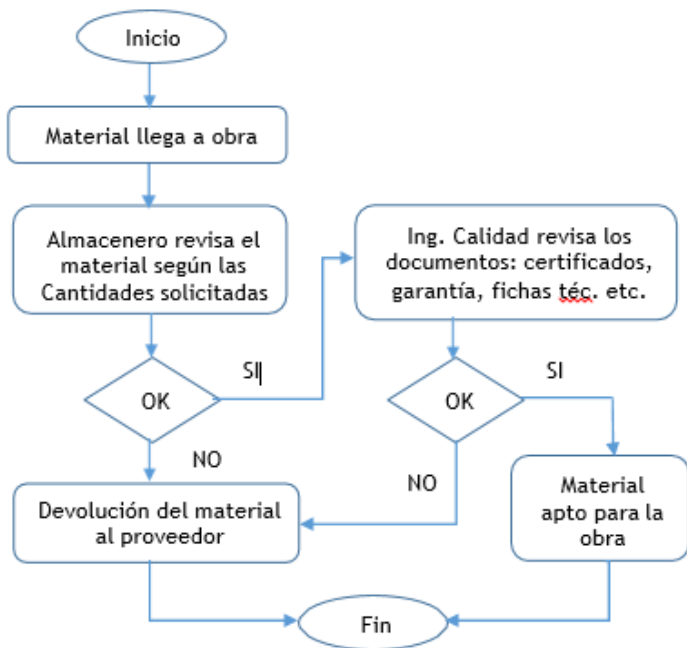 Inicio
Material llega a obra
Almacenero revisa el
material según las
Cantidades solicitadas
Ing. Calidad revisa los
documentos: certificados,
garantía, fichas téc. etc.
SI
OK
NO
SI
OK
NO
Devolución del material
al proveedor
Material
apto para la
obra
Fin